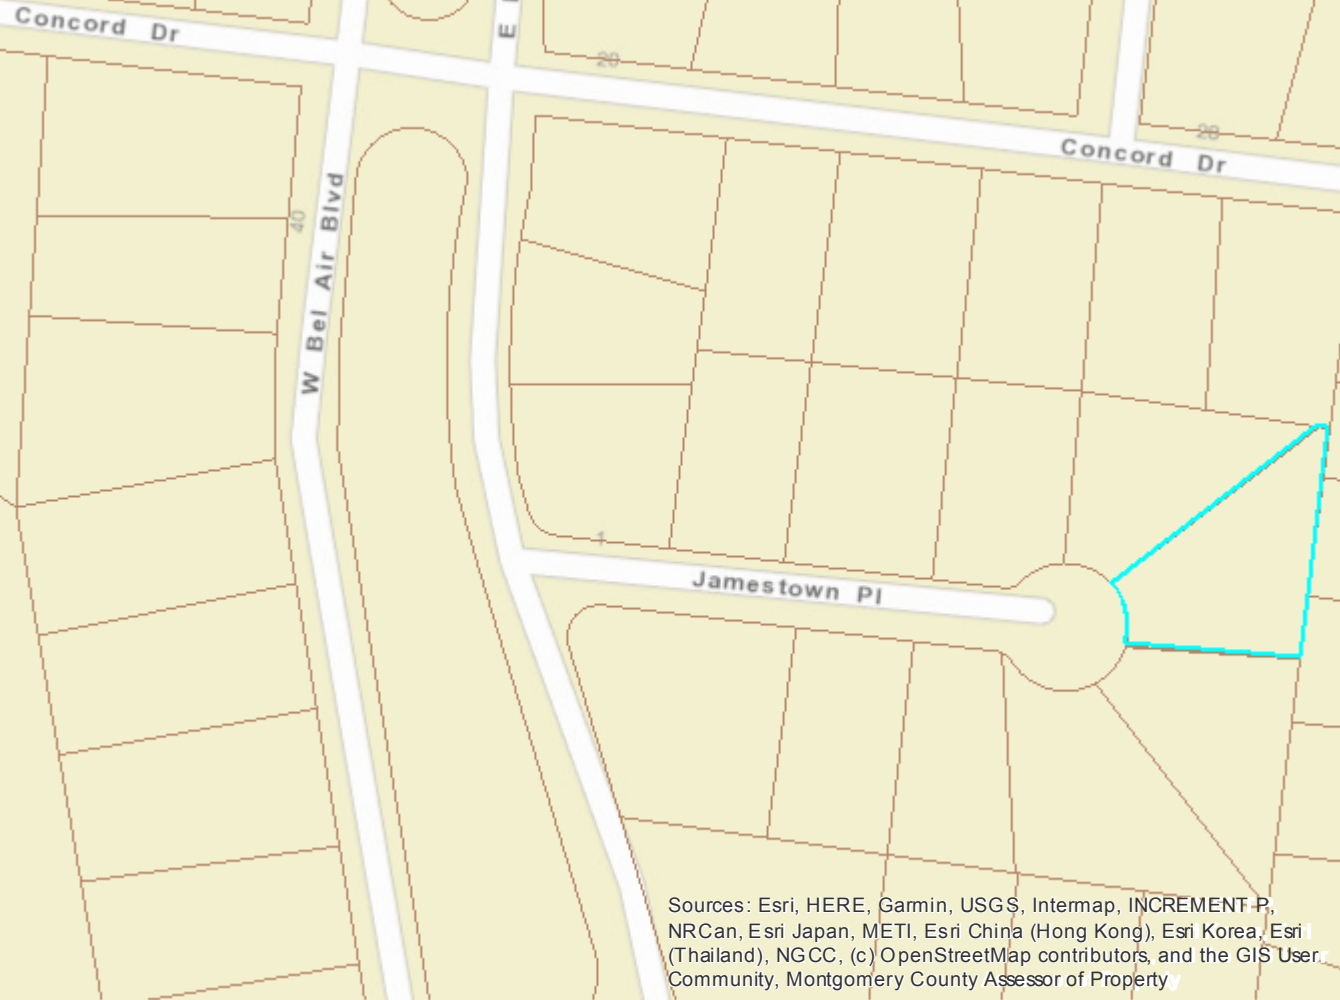 Concord Dr
E
20
20
Concord Dr
40
W Bel Air Blvd
1
Jamestown Pl
Sources: Esri, HERE, Garmin, USGS, Intermap, INCREMENT P,
NRCan, Esri Japan, METI, Esri China (Hong Kong), Esri Korea, Esri
(Thailand), NGCC, (c) OpenStreetMap contributors, and the GIS User
Community, Montgomery County Assessor of Property